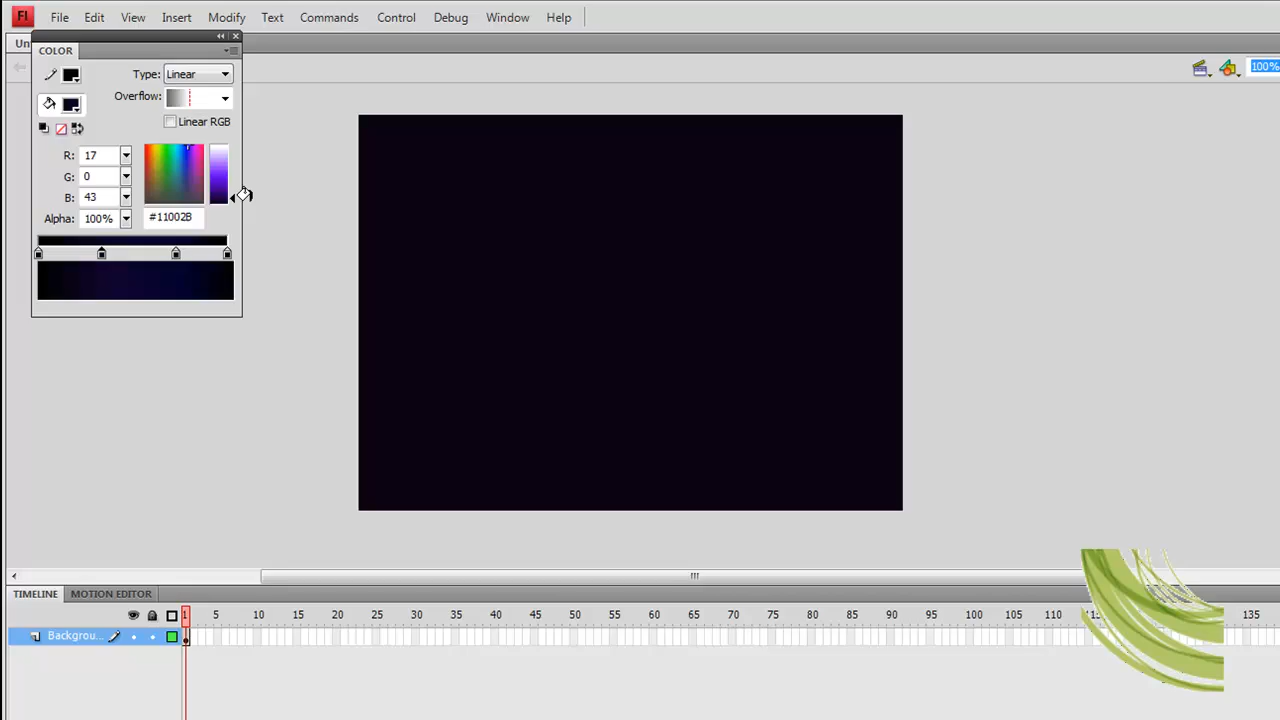 Fl File Edit View Insert Modify Text Commands Control Debug Window Help
Un
COLOR
Type: Linear
100%
Overflow:
Linear RGB
R: 17
G: 0
B: 43
Alpha: 100% #11002B
TIMELINE MOTION EDITOR
1 5 10 15 20 25 30 35 40 45 50 55 60 65 70 75 80 85 90 95 100 105 110 135
Backgrou...